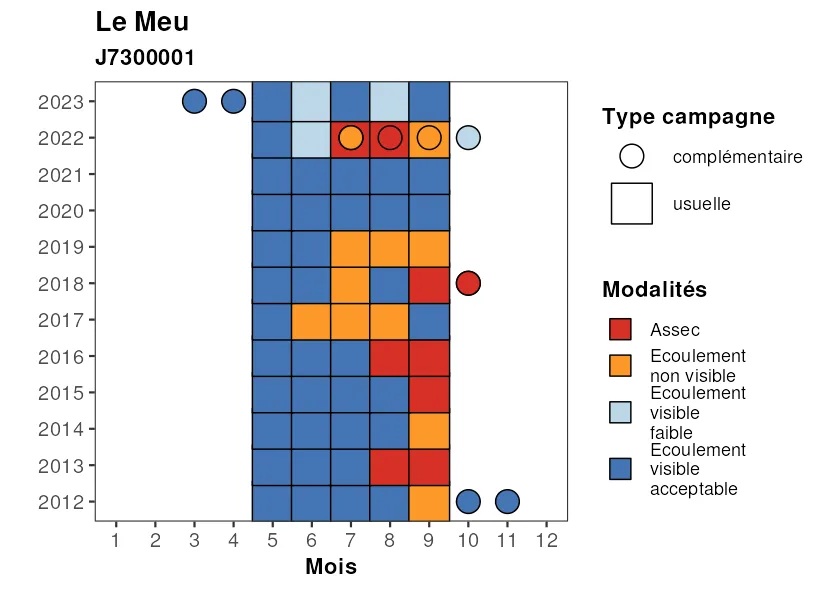 Le Meu
J7300001
2023
2022
2021
2020
2019
2018
2017
2016
2015
2014
2013
2012
1 2 3 4 5 6 7 8 9 10 11 12
Mois
Type campagne
complémentaire
usuelle
Modalités
Assec
Ecoulement
non visible
Ecoulement
visible
faible
Ecoulement
visible
acceptable